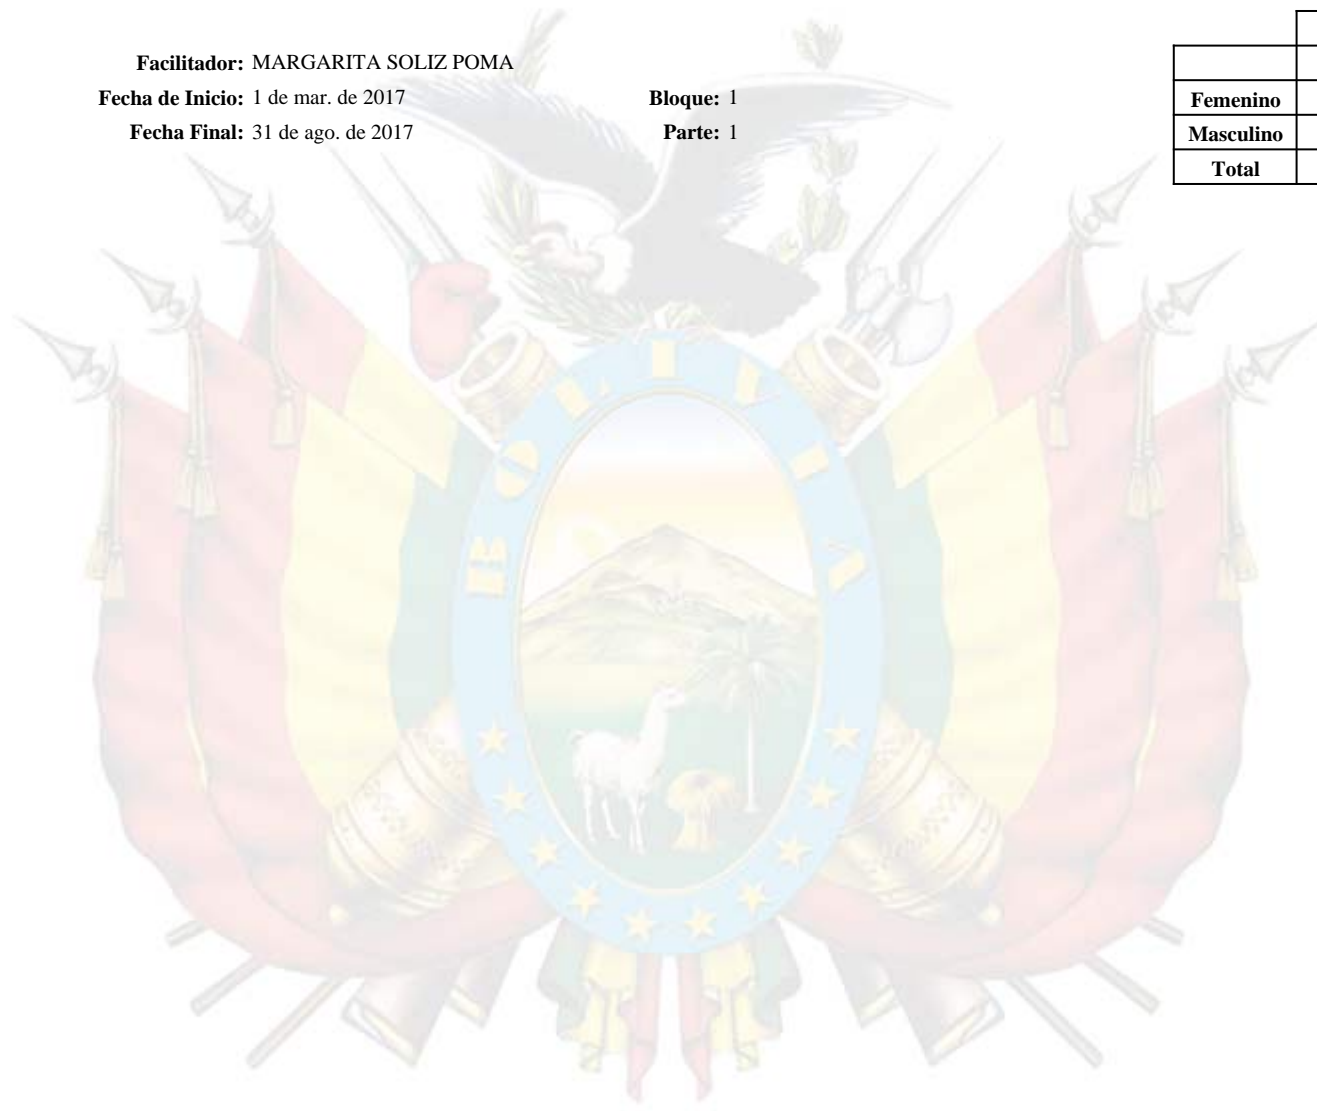 Facilitador: MARGARITA SOLIZ POMA
Fecha de Inicio: 1 de mar. de 2017 Bloque: 1
Fecha Final: 31 de ago. de 2017 Parte: 1
Femenino
Masculino
Total
BOLIVIA